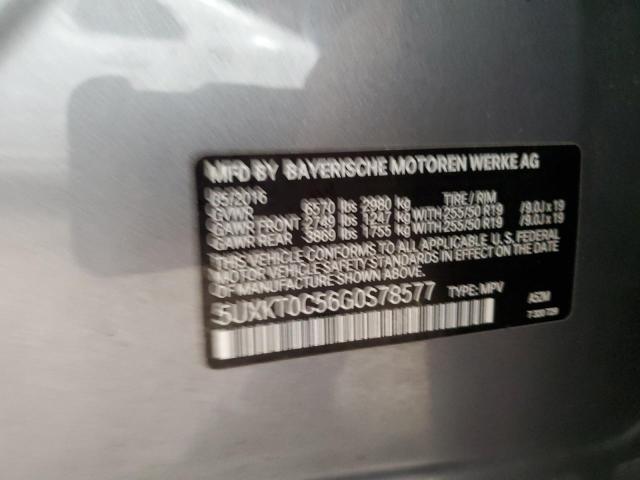 MFD BY BAYERISCHE MOTOREN WERKE AG
05/2016 TIRE / RIM
GVWR 6570 lbs 2980 kg
GAWR FRONT 2749 lbs 1247 kg WITH 255/50 R19 /9.0J x 19
GAWR REAR 3869 lbs 1755 kg WITH 255/50 R19 /9.0J x 19
THIS VEHICLE CONFORMS TO ALL APPLICABLE U.S. FEDERAL
MOTOR VEHICLE SAFETY STANDARDS IN EFFECT ON THE DATE
OF MANUFACTURE SHOWN ABOVE.
5UXKT0C56G0S78577 TYPE: MPV